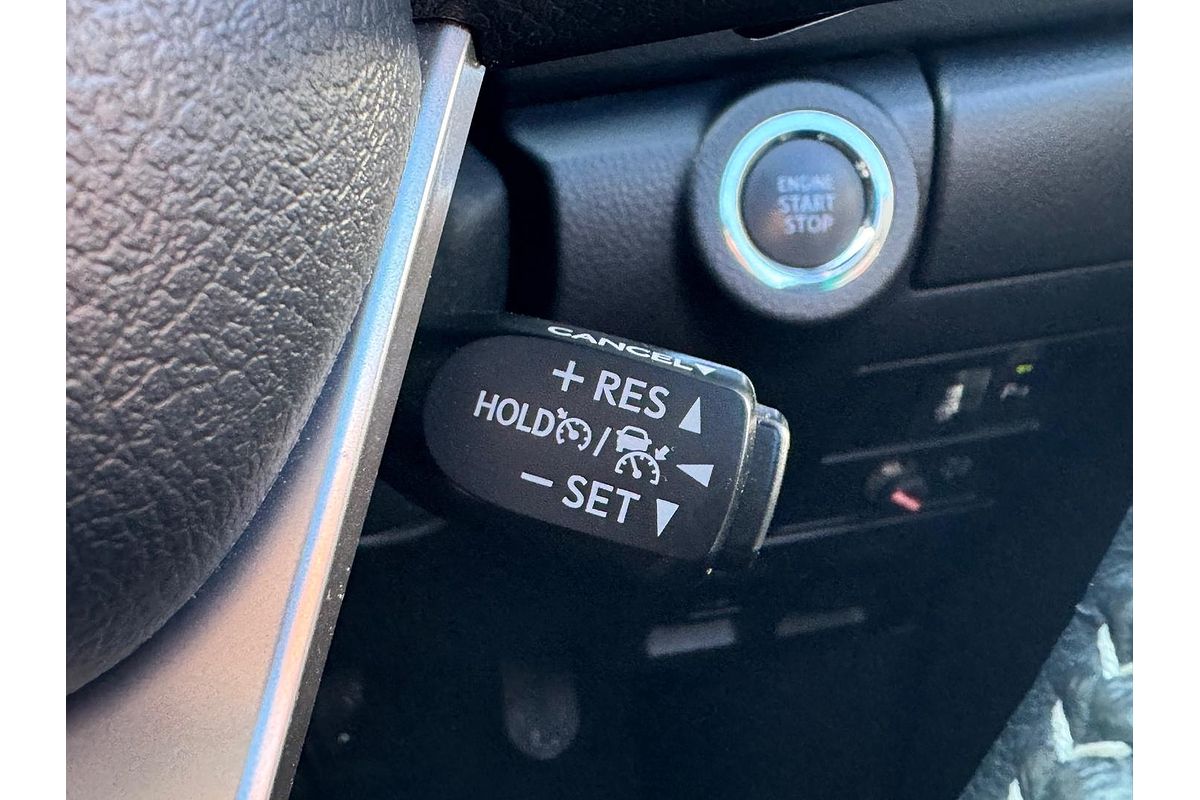 ENGINE
START
STOP
CANCEL
+ RES
HOLD /
− SET